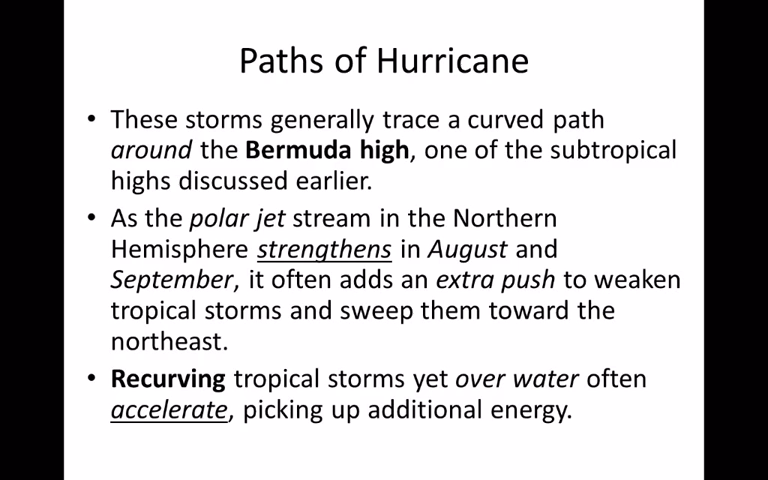 Paths of Hurricane
• These storms generally trace a curved path
around the Bermuda high, one of the subtropical
highs discussed earlier.
• As the polar jet stream in the Northern
Hemisphere strengthens in August and
September, it often adds an extra push to weaken
tropical storms and sweep them toward the
northeast.
• Recurving tropical storms yet over water often
accelerate, picking up additional energy.